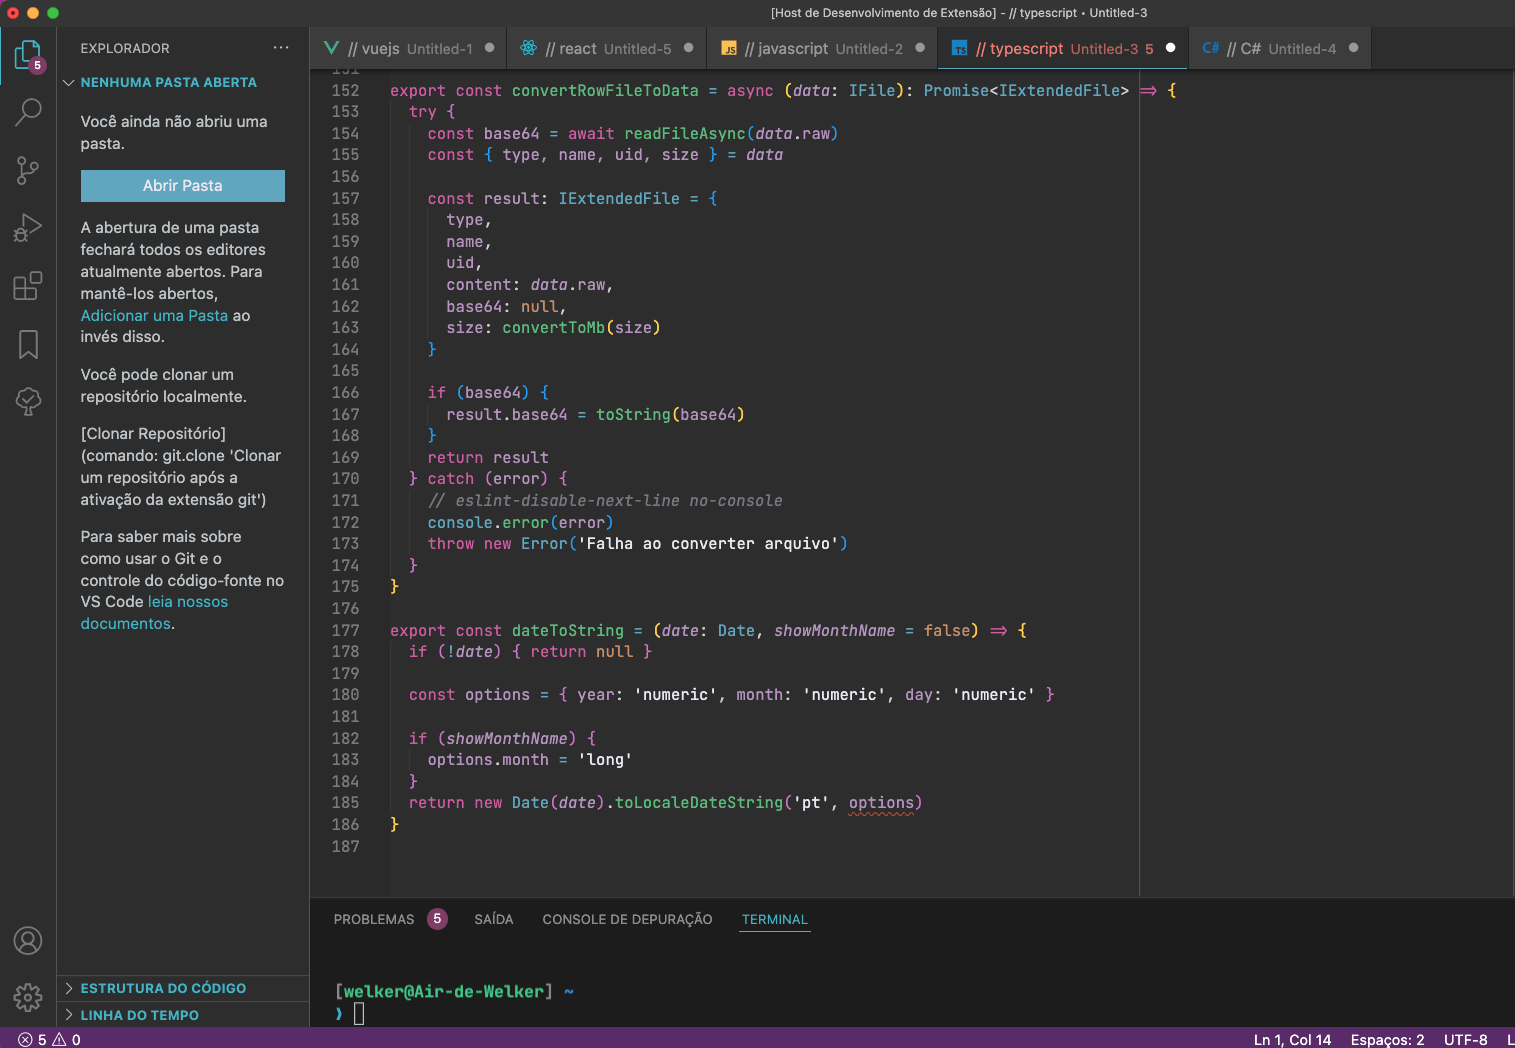 [Host de Desenvolvimento de Extensão] - // typescript • Untitled-3
EXPLORADOR ···
5
NENHUMA PASTA ABERTA
Você ainda não abriu uma
pasta.
Abrir Pasta
A abertura de uma pasta
fechará todos os editores
atualmente abertos. Para
mantê-los abertos,
Adicionar uma Pasta ao
invés disso.
Você pode clonar um
repositório localmente.
[Clonar Repositório]
(comando: git.clone 'Clonar
um repositório após a
ativação da extensão git')
Para saber mais sobre
como usar o Git e o
controle do código-fonte no
VS Code leia nossos
documentos.
ESTRUTURA DO CÓDIGO
LINHA DO TEMPO
// vuejs Untitled-1 ● // react Untitled-5 ● JS // javascript Untitled-2 ● TS // typescript Untitled-3 5 ● C# // C# Untitled-4 ●
151
152 export const convertRowFileToData = async (data: IFile): Promise<IExtendedFile> ⇒ {
153 try {
154 const base64 = await readFileAsync(data.raw)
155 const { type, name, uid, size } = data
156
157 const result: IExtendedFile = {
158 type,
159 name,
160 uid,
161 content: data.raw,
162 base64: null,
163 size: convertToMb(size)
164 }
165
166 if (base64) {
167 result.base64 = toString(base64)
168 }
169 return result
170 } catch (error) {
171 // eslint-disable-next-line no-console
172 console.error(error)
173 throw new Error('Falha ao converter arquivo')
174 }
175 }
176
177 export const dateToString = (date: Date, showMonthName = false) ⇒ {
178 if (!date) { return null }
179
180 const options = { year: 'numeric', month: 'numeric', day: 'numeric' }
181
182 if (showMonthName) {
183 options.month = 'long'
184 }
185 return new Date(date).toLocaleDateString('pt', options)
186 }
187
PROBLEMAS 5 SAÍDA CONSOLE DE DEPURAÇÃO TERMINAL
[welker@Air-de-Welker] ~
❯
5 0 Ln 1, Col 14 Espaços: 2 UTF-8 L